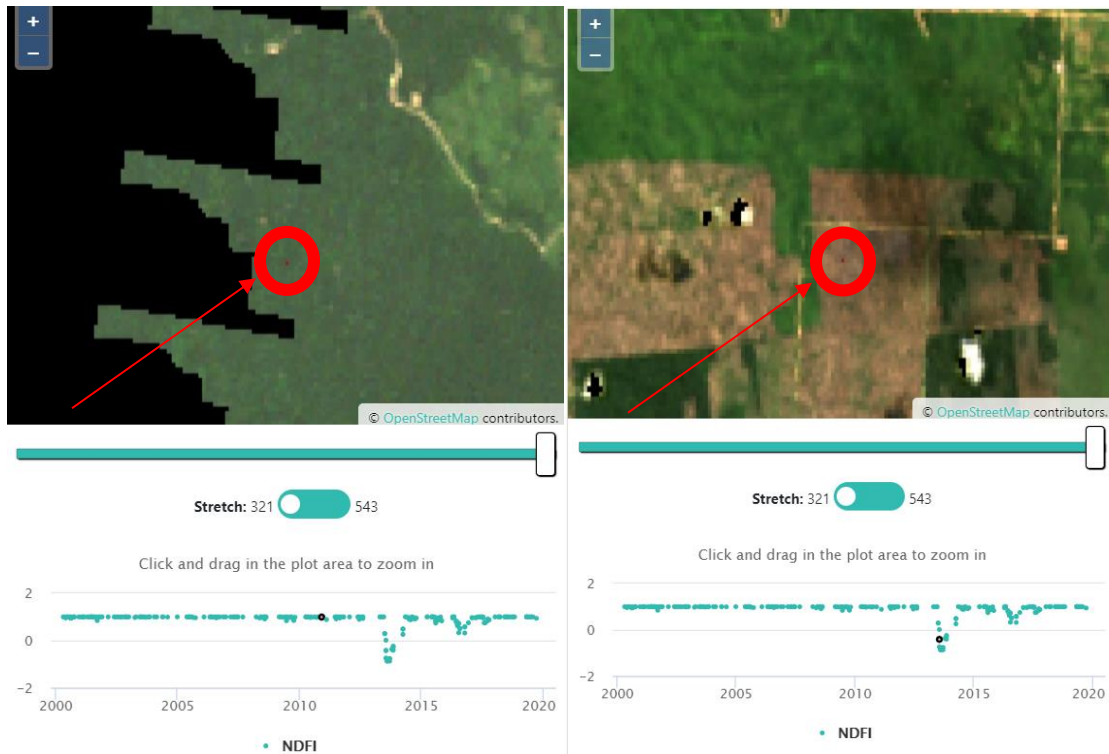 +
−
© OpenStreetMap contributors.
Stretch: 321 543
Click and drag in the plot area to zoom in
2
0
−2
2000 2005 2010 2015 2020
NDFI
+
−
© OpenStreetMap contributors.
Stretch: 321 543
Click and drag in the plot area to zoom in
2
0
−2
2000 2005 2010 2015 2020
NDFI